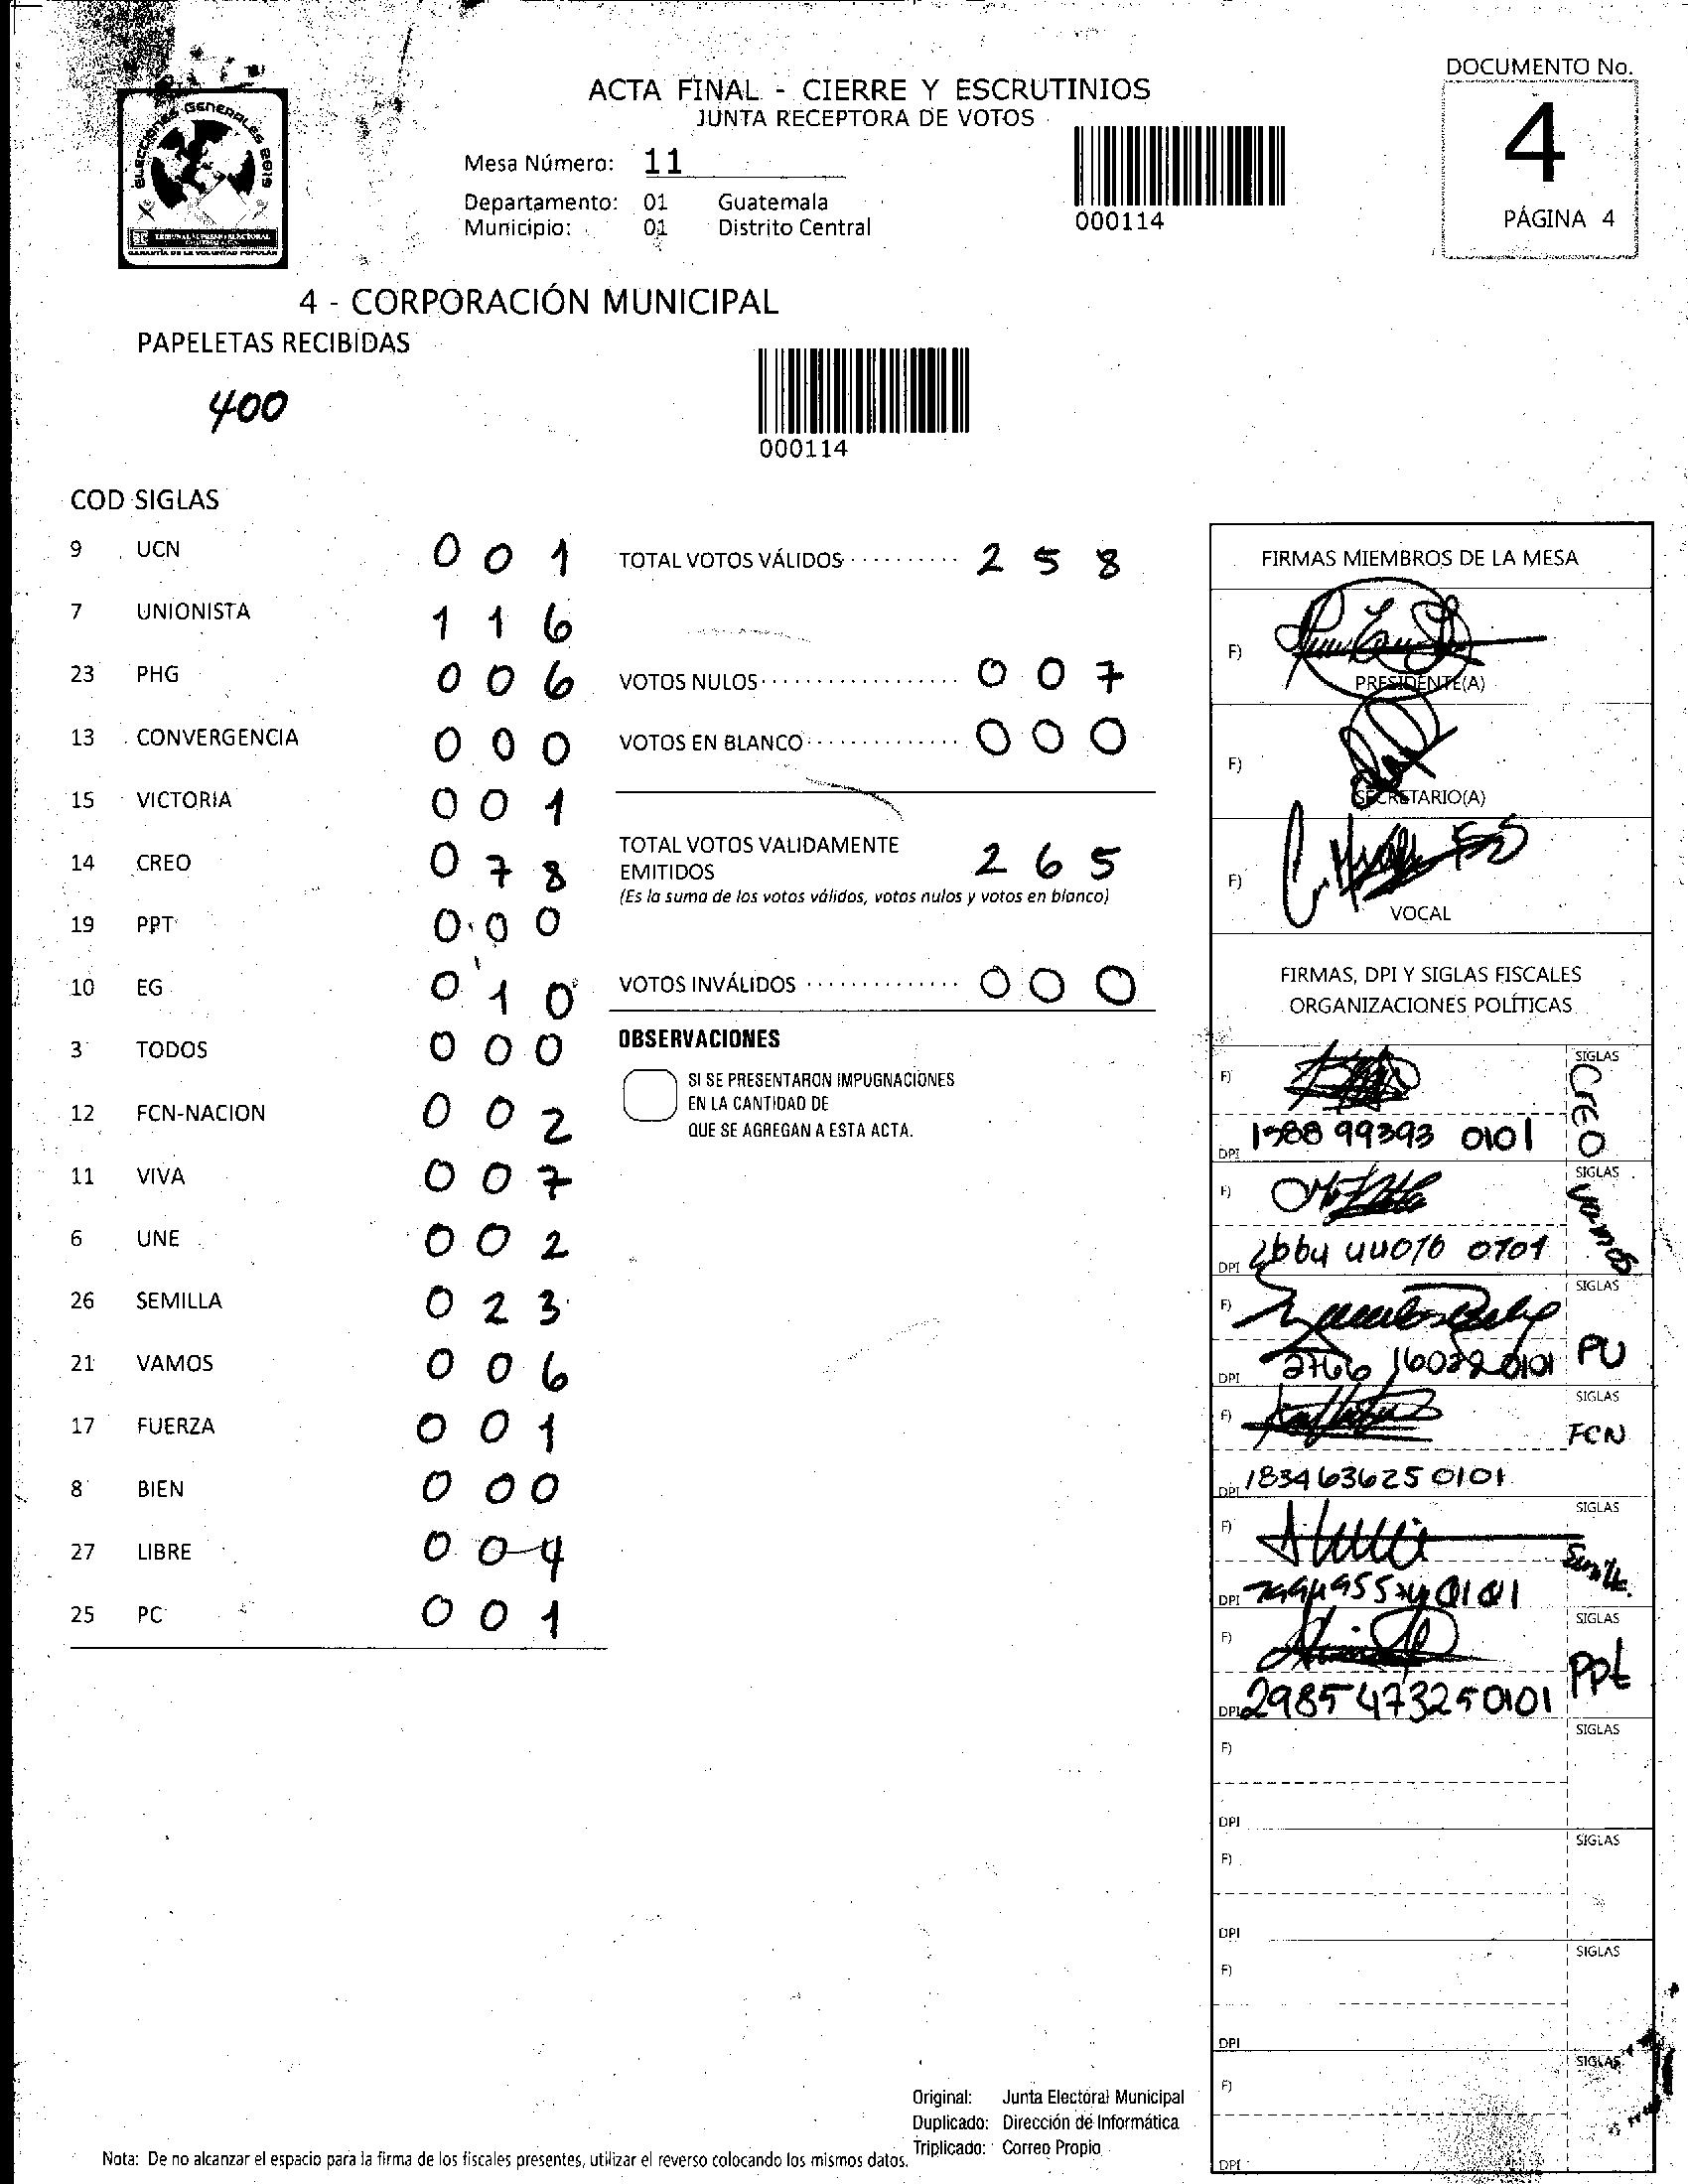 DOCUMENTO No.
4
PÁGINA 4
ELECCIONES GENERALES 2019
TRIBUNAL SUPREMO ELECTORAL
GUATEMALA, C.A.
GARANTÍA DE LA VOLUNTAD POPULAR
ACTA FINAL - CIERRE Y ESCRUTINIOS
JUNTA RECEPTORA DE VOTOS
Mesa Número: 11
Departamento: 01 Guatemala
Municipio: 01 Distrito Central
000114
4 - CORPORACIÓN MUNICIPAL
PAPELETAS RECIBIDAS
400
000114
COD SIGLAS
9 UCN 0 0 1
7 UNIONISTA 1 1 6
23 PHG 0 0 6
13 CONVERGENCIA 0 0 0
15 VICTORIA 0 0 1
14 CREO 0 7 8
19 PPT 0 0 0
10 EG 0 1 0
3 TODOS 0 0 0
12 FCN-NACION 0 0 2
11 VIVA 0 0 7
6 UNE 0 0 2
26 SEMILLA 0 2 3
21 VAMOS 0 0 6
17 FUERZA 0 0 1
8 BIEN 0 0 0
27 LIBRE 0 0 4
25 PC 0 0 1
TOTAL VOTOS VÁLIDOS 2 5 8
VOTOS NULOS 0 0 7
VOTOS EN BLANCO 0 0 0
TOTAL VOTOS VALIDAMENTE
EMITIDOS 2 6 5
(Es la suma de los votos válidos, votos nulos y votos en blanco)
VOTOS INVÁLIDOS 0 0 0
OBSERVACIONES
SI SE PRESENTARON IMPUGNACIONES
EN LA CANTIDAD DE
QUE SE AGREGAN A ESTA ACTA.
FIRMAS MIEMBROS DE LA MESA
F)
PRESIDENTE(A)
F)
SECRETARIO(A)
F)
VOCAL
FIRMAS, DPI Y SIGLAS FISCALES
ORGANIZACIONES POLÍTICAS
F) SIGLAS
CREO
DPI 99393 0101
F) SIGLAS
Vamos
DPI
F) SIGLAS
PU
DPI 2766
F) SIGLAS
FCN
DPI 1834 63625 0101
F) SIGLAS
Semilla
DPI
F) SIGLAS
PPt
DPI 2985 47325 0101
F) SIGLAS
DPI
F) SIGLAS
DPI
F) SIGLAS
DPI
F) SIGLAS
DPI
Original: Junta Electoral Municipal
Duplicado: Dirección de Informática
Triplicado: Correo Propio
Nota: De no alcanzar el espacio para la firma de los fiscales presentes, utilizar el reverso colocando los mismos datos.